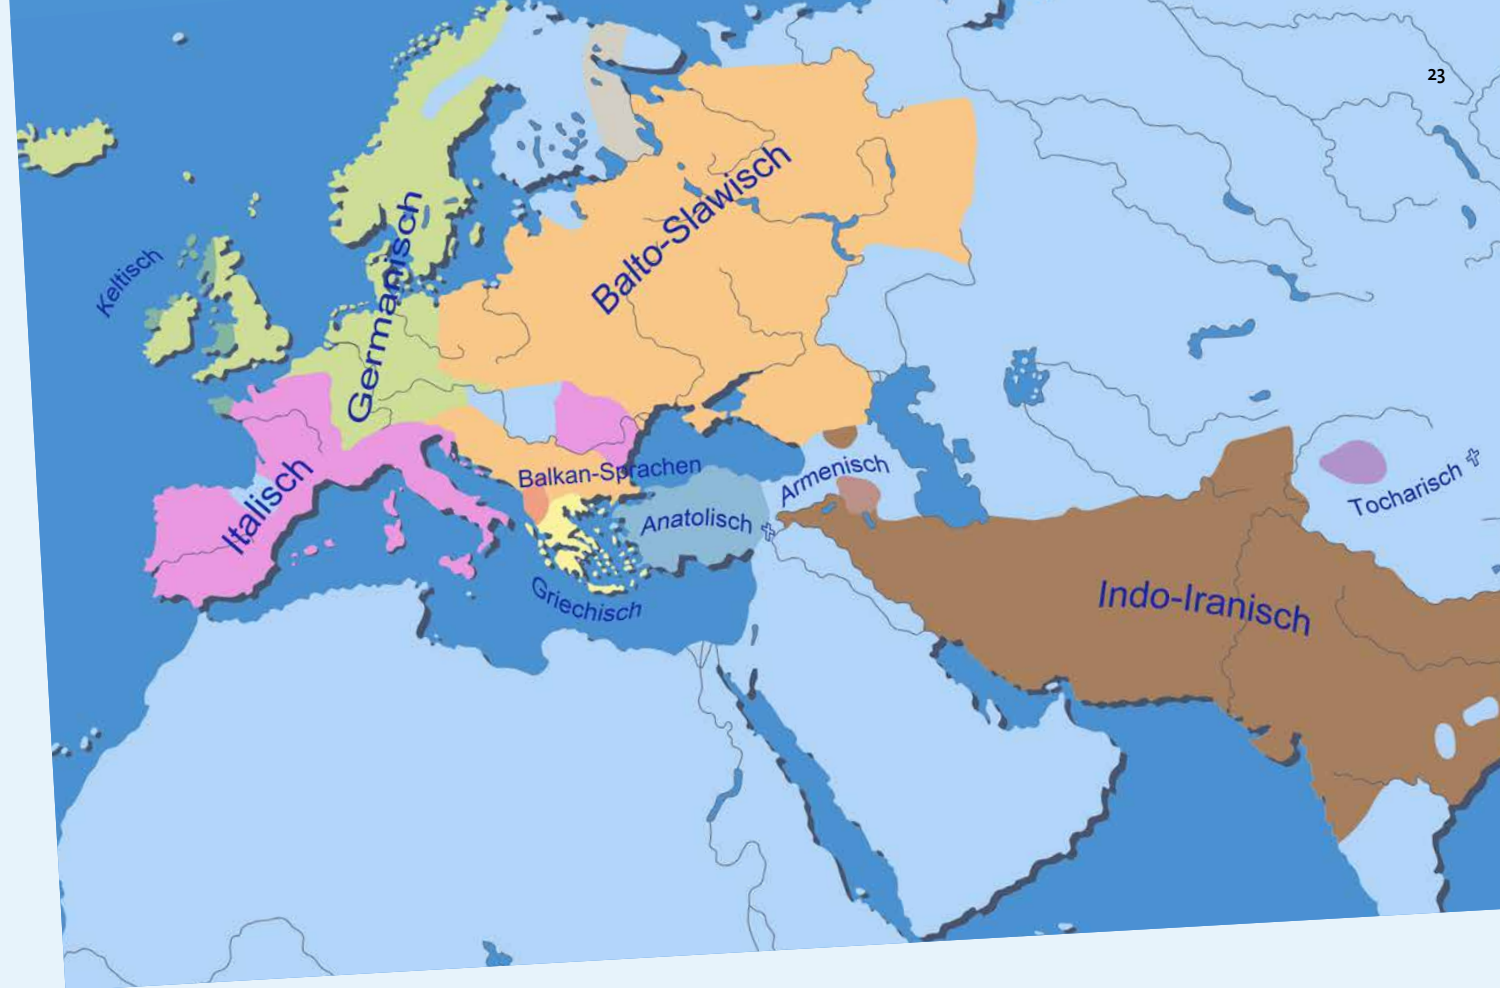 23
Keltisch
Germanisch
Balto-Slawisch
Italisch
Balkan-Sprachen
Armenisch
Anatolisch ✝
Griechisch
Tocharisch ✝
Indo-Iranisch